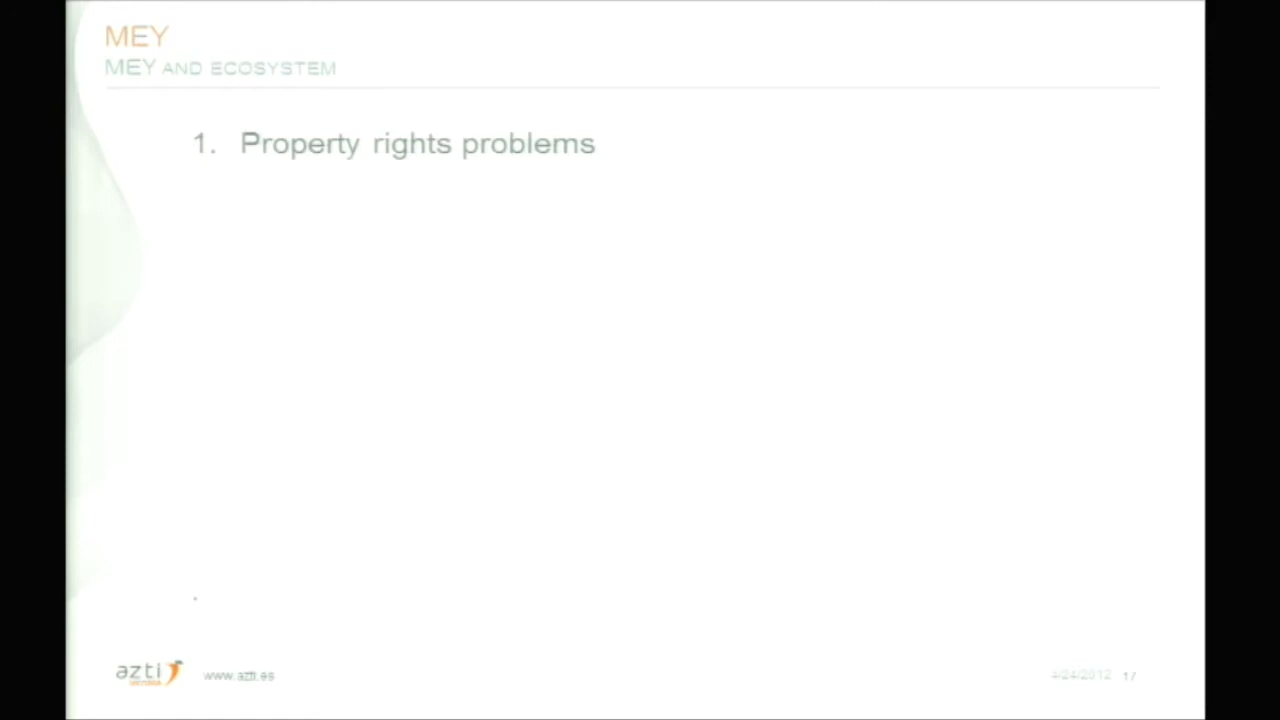 MEY
MEY AND ECOSYSTEM
1. Property rights problems
azti
www.azti.es
4/24/2012 17